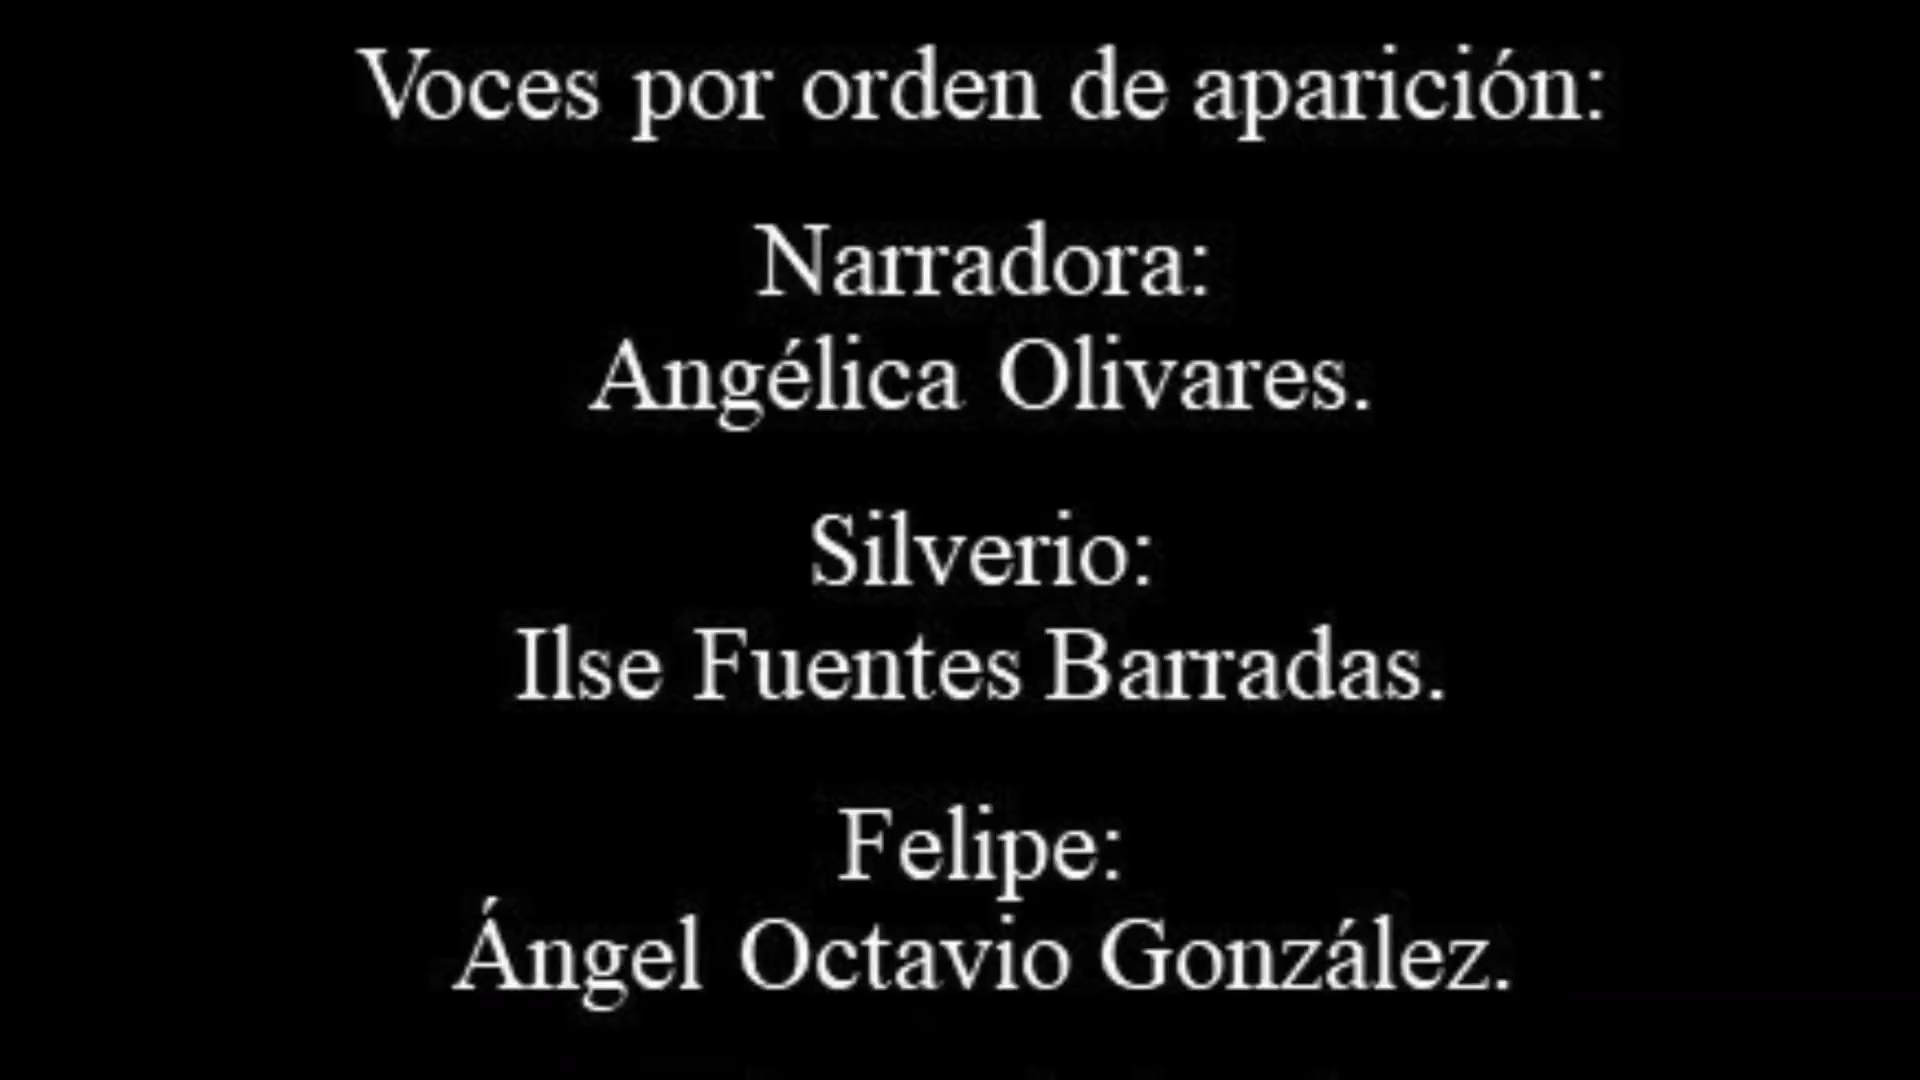 Voces por orden de aparición:
Narradora:
Angélica Olivares.
Silverio:
Ilse Fuentes Barradas.
Felipe:
Ángel Octavio González.